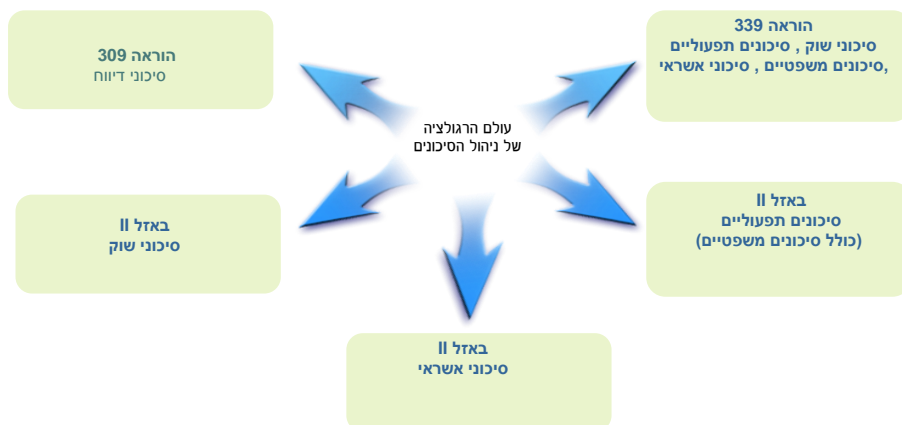 הוראה 339
סיכוני שוק , סיכונים תפעוליים
,סיכונים משפטיים , סיכוני אשראי
הוראה 309
סיכוני דיווח
עולם הרגולציה
של ניהול הסיכונים
באזל II
סיכונים תפעוליים
(כולל סיכונים משפטיים)
באזל II
סיכוני שוק
באזל II
סיכוני אשראי